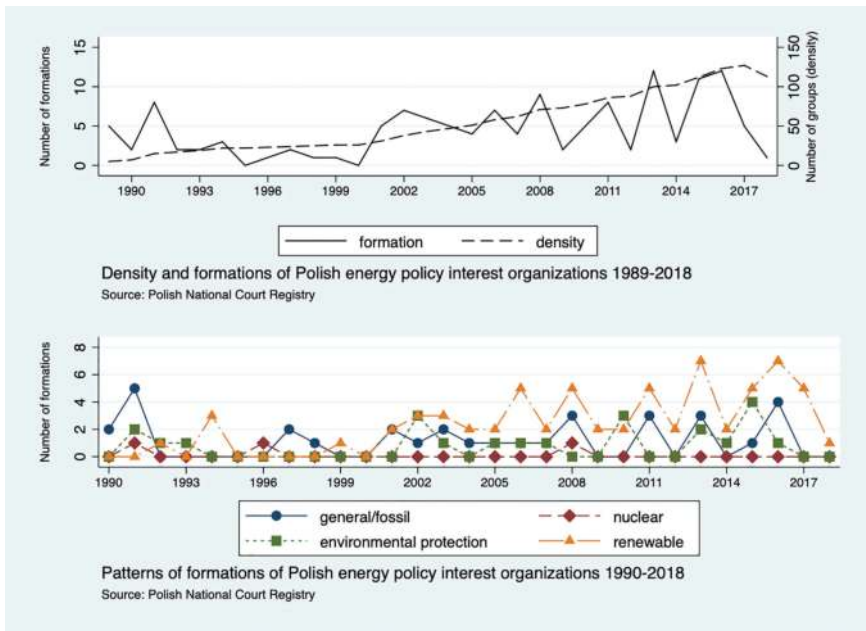 Number of formations
15
10
5
0
150
100
50
0
Number of groups (density)
1990 1993 1996 1999 2002 2005 2008 2011 2014 2017
formation density
Density and formations of Polish energy policy interest organizations 1989-2018
Source: Polish National Court Registry
Number of formations
8
6
4
2
0
1990 1993 1996 1999 2002 2005 2008 2011 2014 2017
general/fossil nuclear
environmental protection renewable
Patterns of formations of Polish energy policy interest organizations 1990-2018
Source: Polish National Court Registry